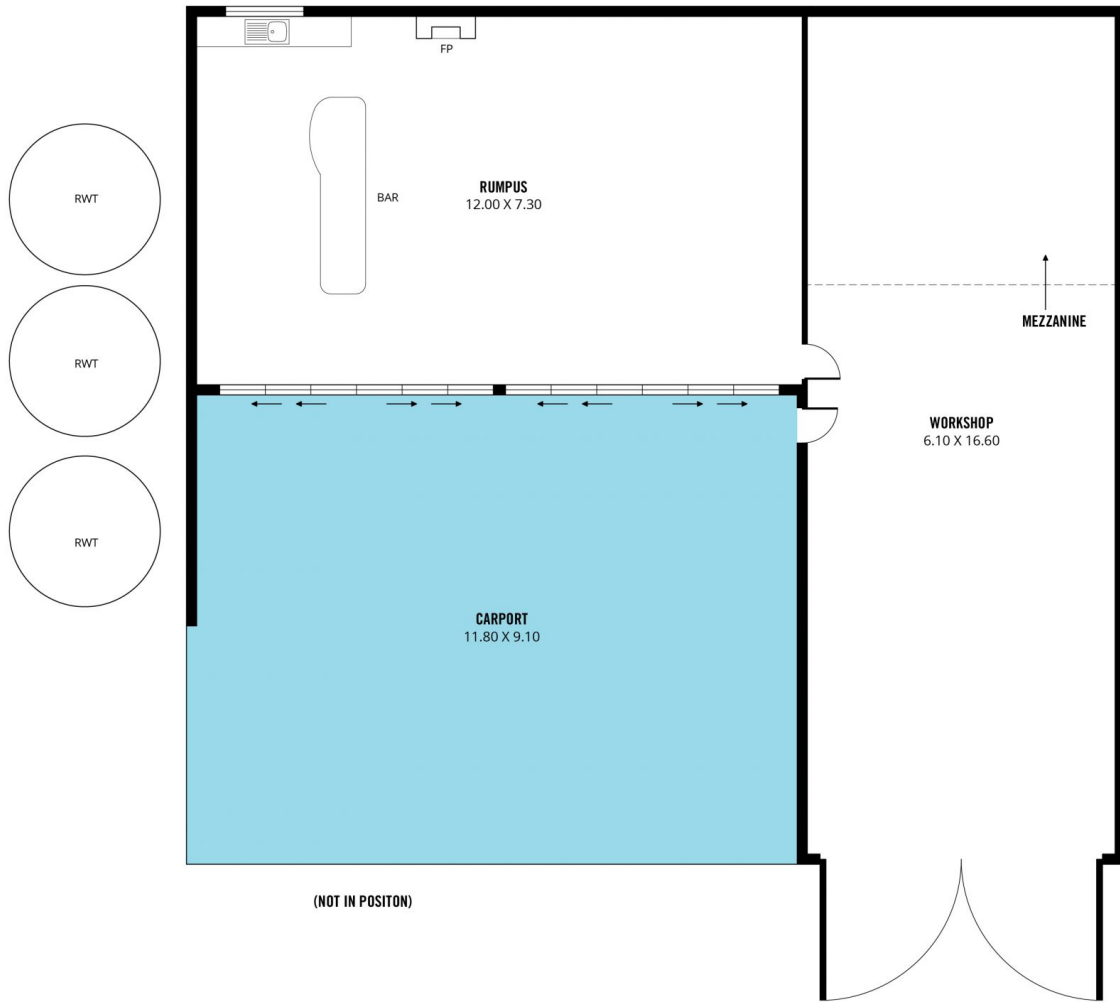 FP
RWT
BAR
RUMPUS
12.00 X 7.30
MEZZANINE
RWT
WORKSHOP
6.10 X 16.60
RWT
CARPORT
11.80 X 9.10
(NOT IN POSITON)